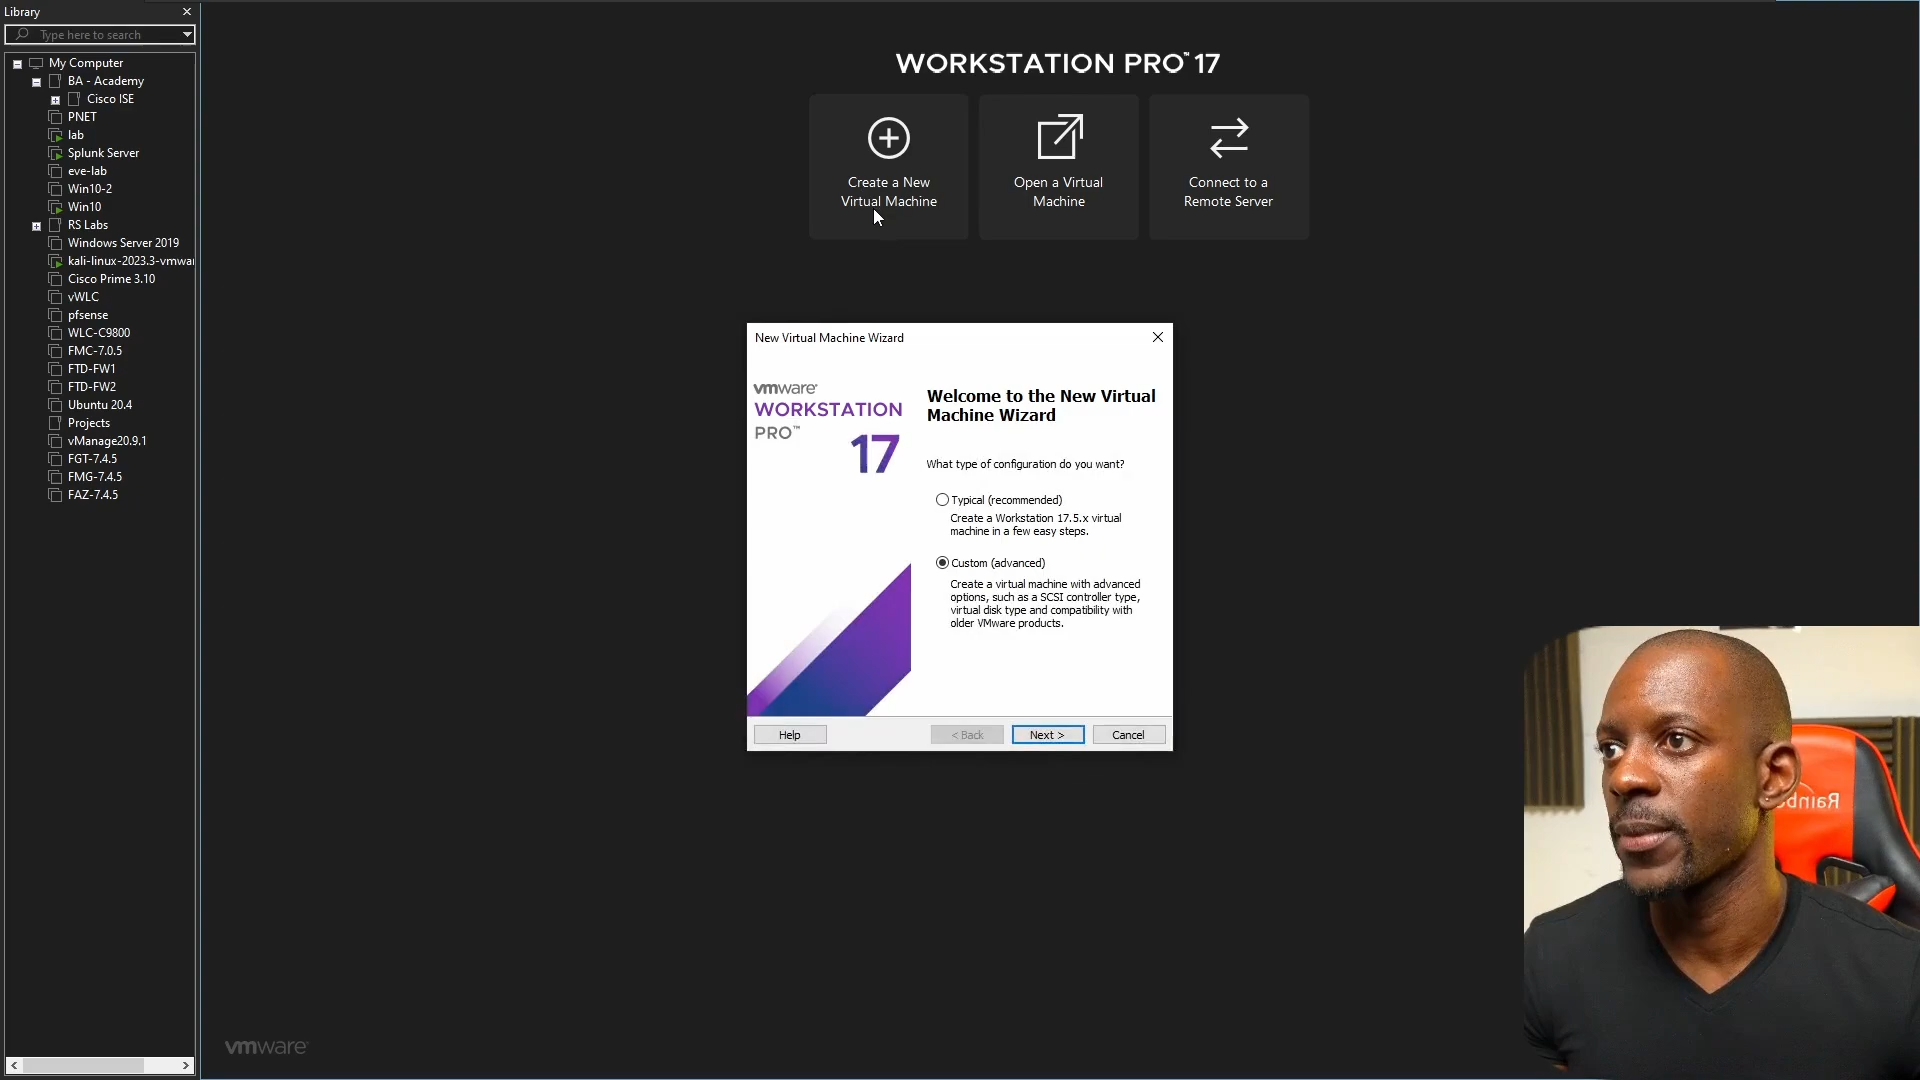 Library
Type here to search
My Computer
BA - Academy
Cisco ISE
PNET
lab
Splunk Server
eve-lab
Win10-2
Win10
RS Labs
Windows Server 2019
kali-linux-2023.3-vmwar
Cisco Prime 3.10
vWLC
pfsense
WLC-C9800
FMC-7.0.5
FTD-FW1
FTD-FW2
Ubuntu 20.4
Projects
vManage20.9.1
FGT-7.4.5
FMG-7.4.5
FAZ-7.4.5
WORKSTATION PRO™ 17
Create a New
Virtual Machine
Open a Virtual
Machine
Connect to a
Remote Server
New Virtual Machine Wizard
vmware®
WORKSTATION
PRO™
17
Welcome to the New Virtual
Machine Wizard
What type of configuration do you want?
Typical (recommended)
Create a Workstation 17.5.x virtual
machine in a few easy steps.
Custom (advanced)
Create a virtual machine with advanced
options, such as a SCSI controller type,
virtual disk type and compatibility with
older VMware products.
Help
< Back
Next >
Cancel
vmware®